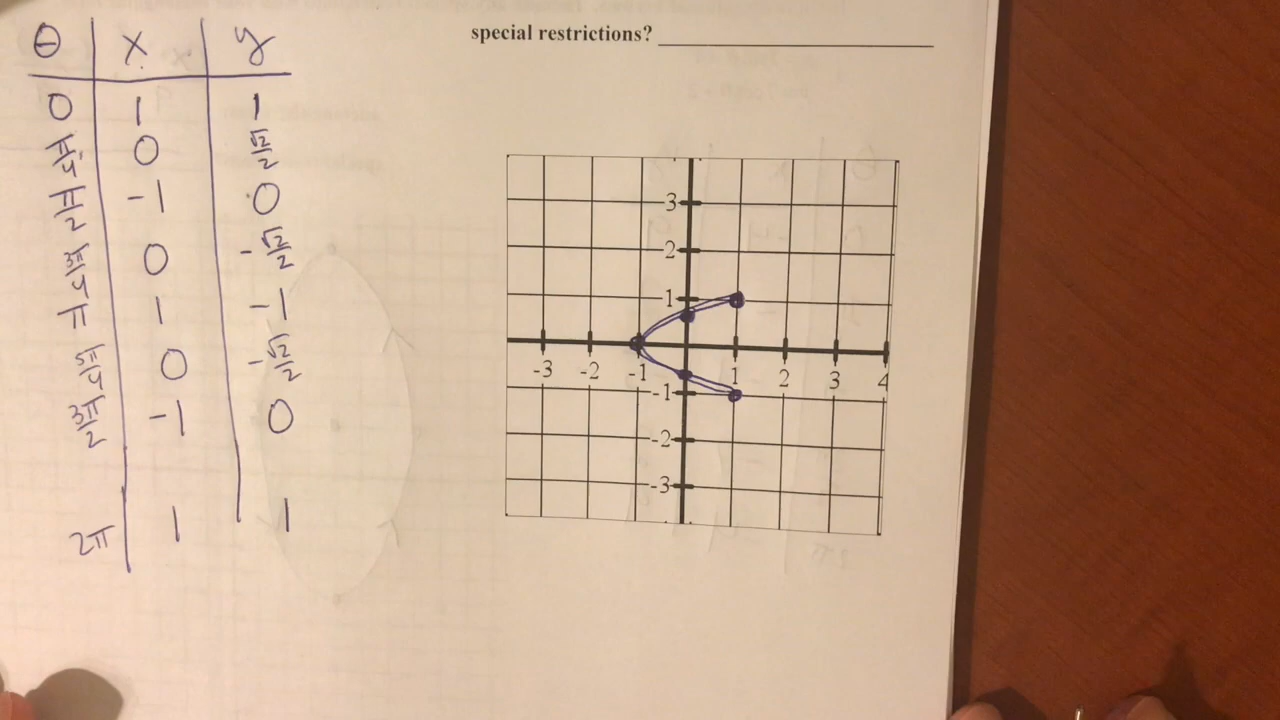 special restrictions?
θ x y
0 1 1
π/4 0 √2/2
π/2 -1 0
3π/4 0 -√2/2
π 1 -1
5π/4 0 -√2/2
3π/2 -1 0
2π 1 1
3
2
1
-3 -2 -1 1 2 3 4
-1
-2
-3